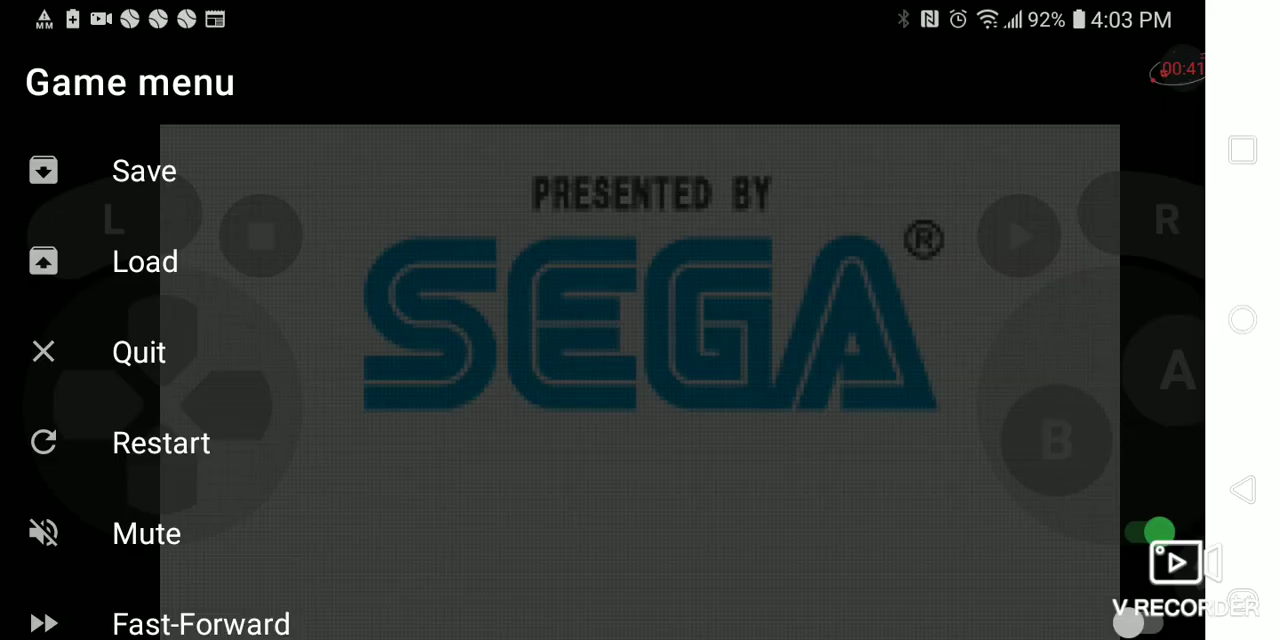 MM
92% 4:03 PM
Game menu
00:41
Save
PRESENTED BY
L
R
SEGA®
Load
Quit
A
B
Restart
Mute
V RECORDER
Fast-Forward